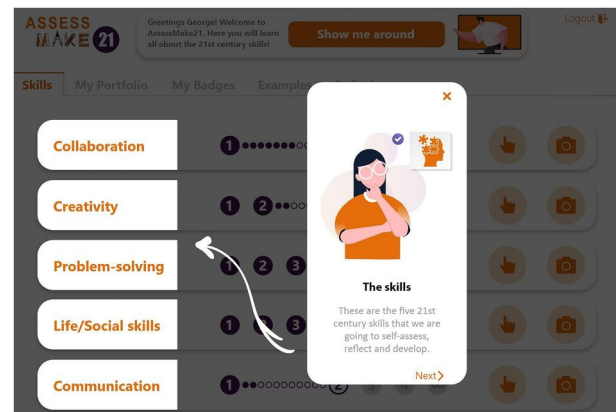 ASSESS
MAKE 21
Greetings George! Welcome to
AssessMake21. Here you will learn
all about the 21st century skills!
Show me around
Logout
Skills
My Portfolio
My Badges
Examples
Collaboration
1
Creativity
1 2
Problem-solving
1 2 3
Life/Social skills
1 2 3
Communication
1 2 3
The skills
These are the five 21st
century skills that we are
going to self-assess,
reflect and develop.
Next